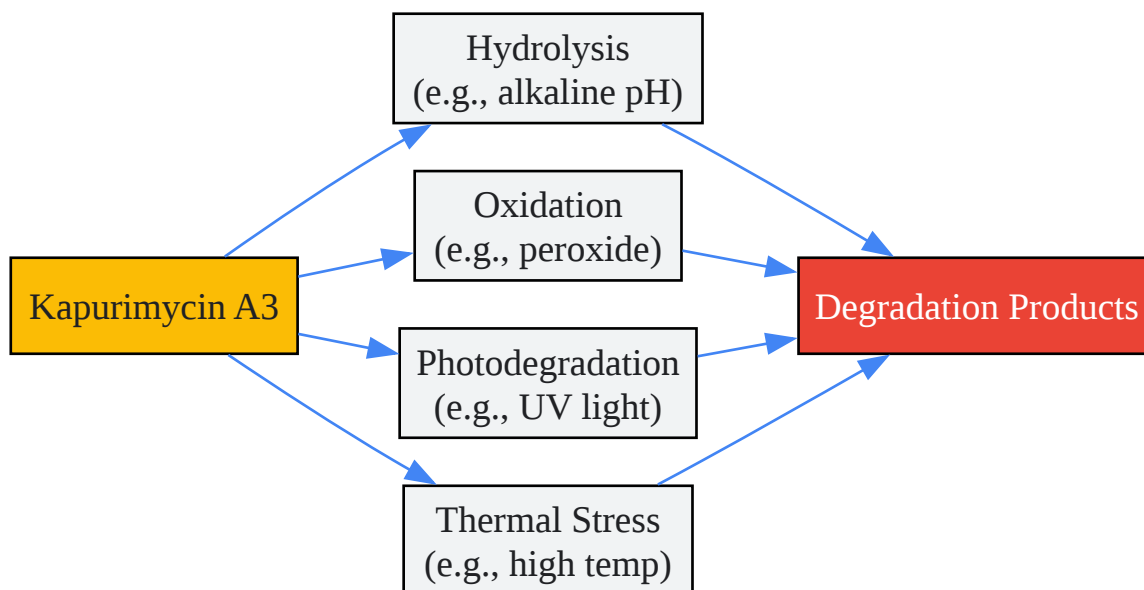 Hydrolysis
(e.g., alkaline pH)
Oxidation
(e.g., peroxide)
Kapurimycin A3
Degradation Products
Photodegradation
(e.g., UV light)
Thermal Stress
(e.g., high temp)